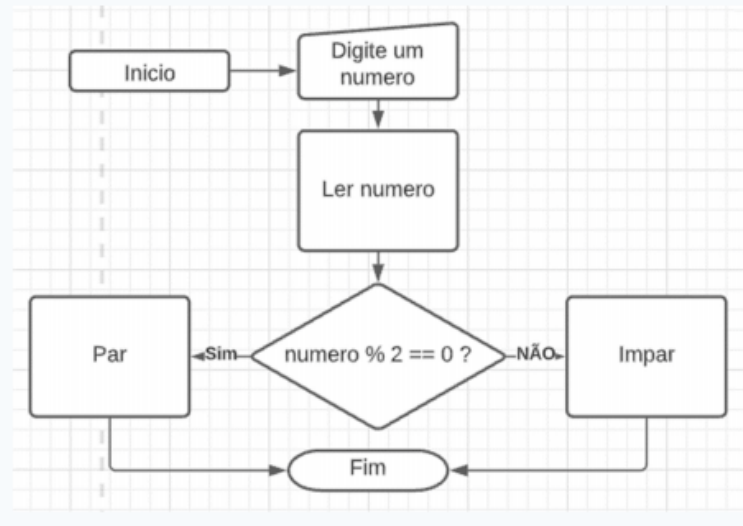 Inicio
Digite um
numero
Ler numero
Par
Sim
numero % 2 == 0 ?
NÃO
Impar
Fim